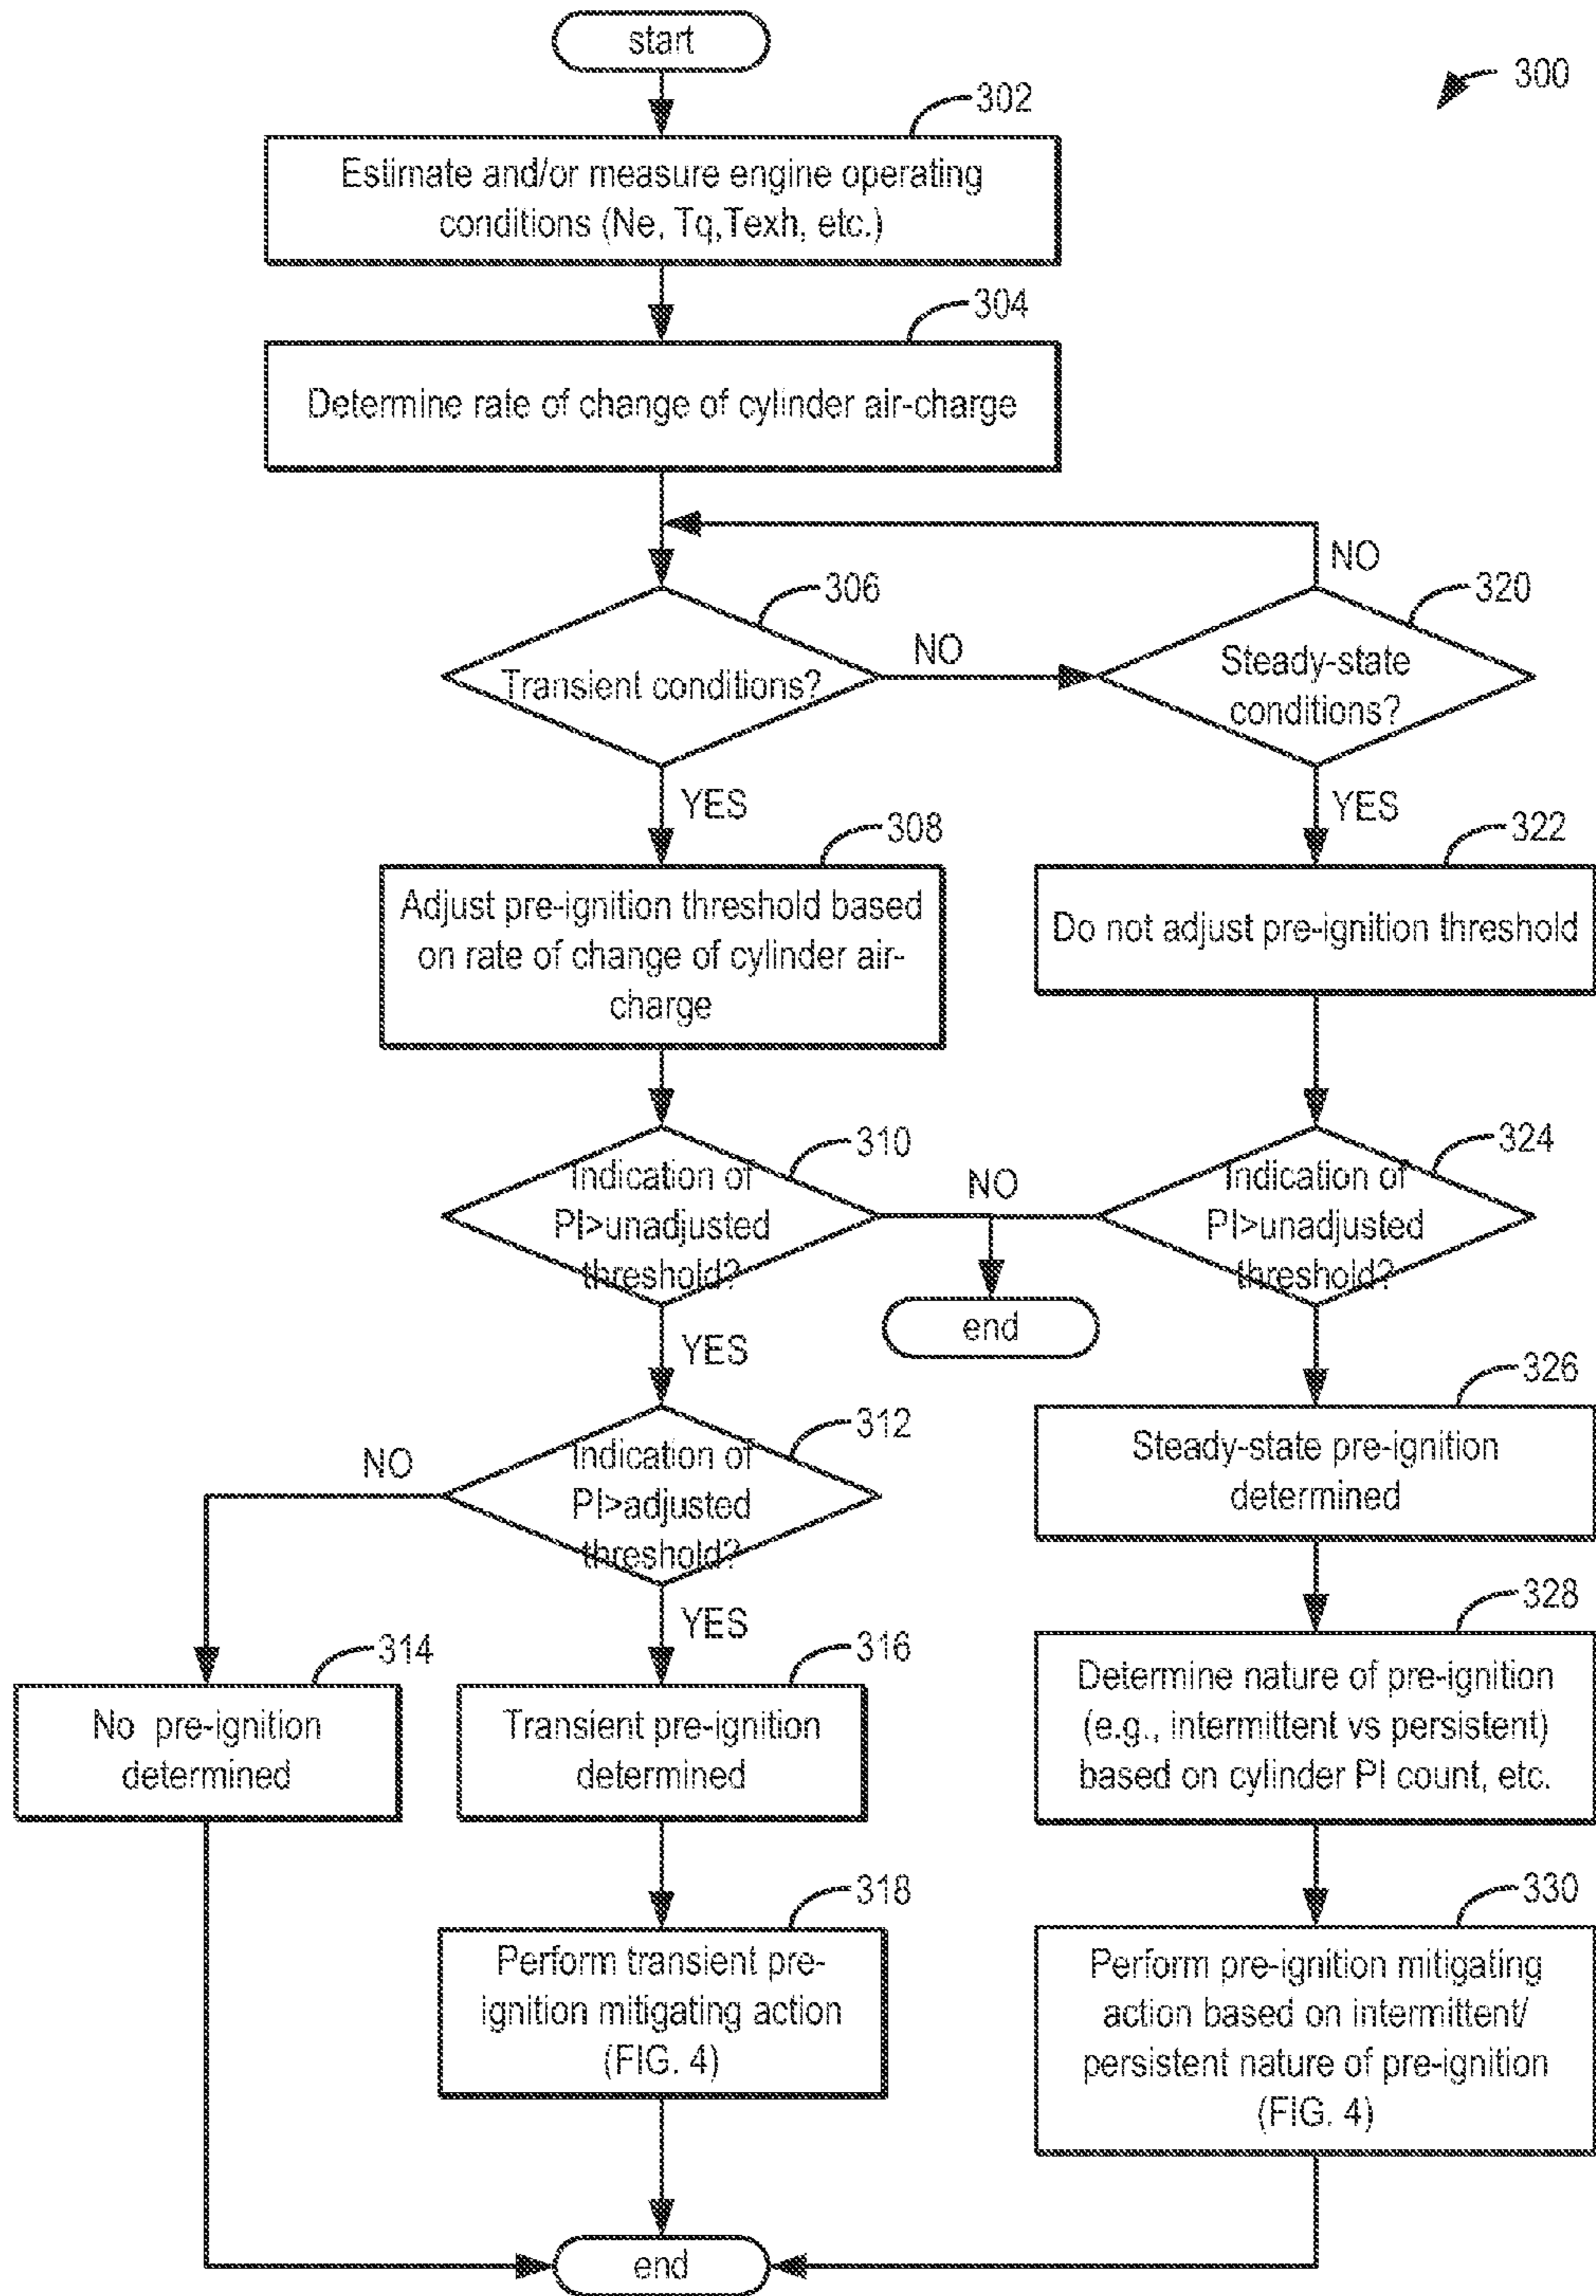 start
300
302
Estimate and/or measure engine operating
conditions (Ne, Tq,Texh, etc.)
304
Determine rate of change of cylinder air-charge
NO
306
320
Transient conditions?
NO
Steady-state
conditions?
YES
YES
308
322
Adjust pre-ignition threshold based
on rate of change of cylinder air-
charge
Do not adjust pre-ignition threshold
310
324
Indication of
PI>unadjusted
threshold?
NO
Indication of
PI>unadjusted
threshold?
end
YES
326
312
Steady-state pre-ignition
determined
NO
Indication of
PI>adjusted
threshold?
328
YES
314
316
Determine nature of pre-ignition
(e.g., intermittent vs persistent)
based on cylinder PI count, etc.
No pre-ignition
determined
Transient pre-ignition
determined
318
330
Perform transient pre-
ignition mitigating action
(FIG. 4)
Perform pre-ignition mitigating
action based on intermittent/
persistent nature of pre-ignition
(FIG. 4)
end